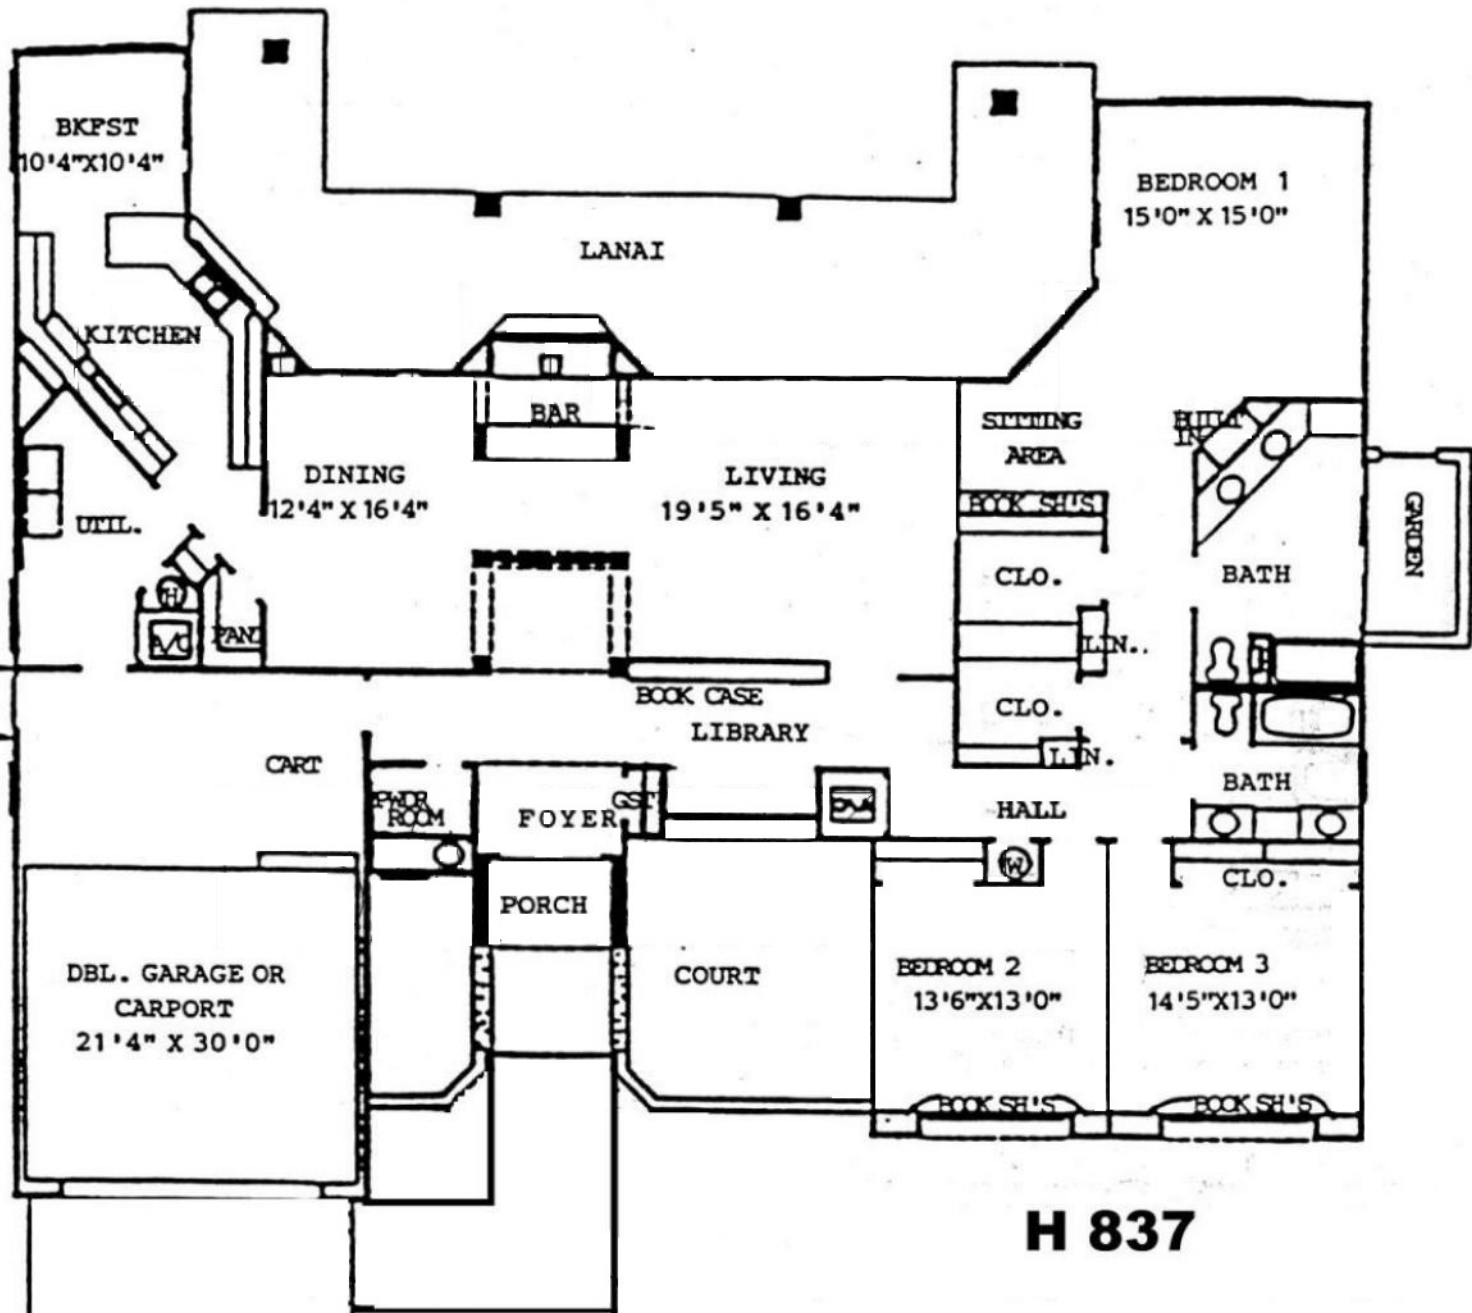 BKFST
10'4"X10'4"
BEDROOM 1
15'0" X 15'0"
LANAI
KITCHEN
BAR
SITTING
AREA
BUILT
IN
DINING
12'4" X 16'4"
LIVING
19'5" X 16'4"
BOOK SH'S
GARDEN
UTIL.
CLO.
BATH
H
A/C
PANT
LIN.
BOOK CASE
LIBRARY
CLO.
CART
LIN.
BATH
PWDR
ROOM
FOYER
GST
HALL
W
CLO.
PORCH
DBL. GARAGE OR
CARPORT
21'4" X 30'0"
COURT
BEDROOM 2
13'6"X13'0"
BEDROOM 3
14'5"X13'0"
BOOK SH'S
BOOK SH'S
H 837